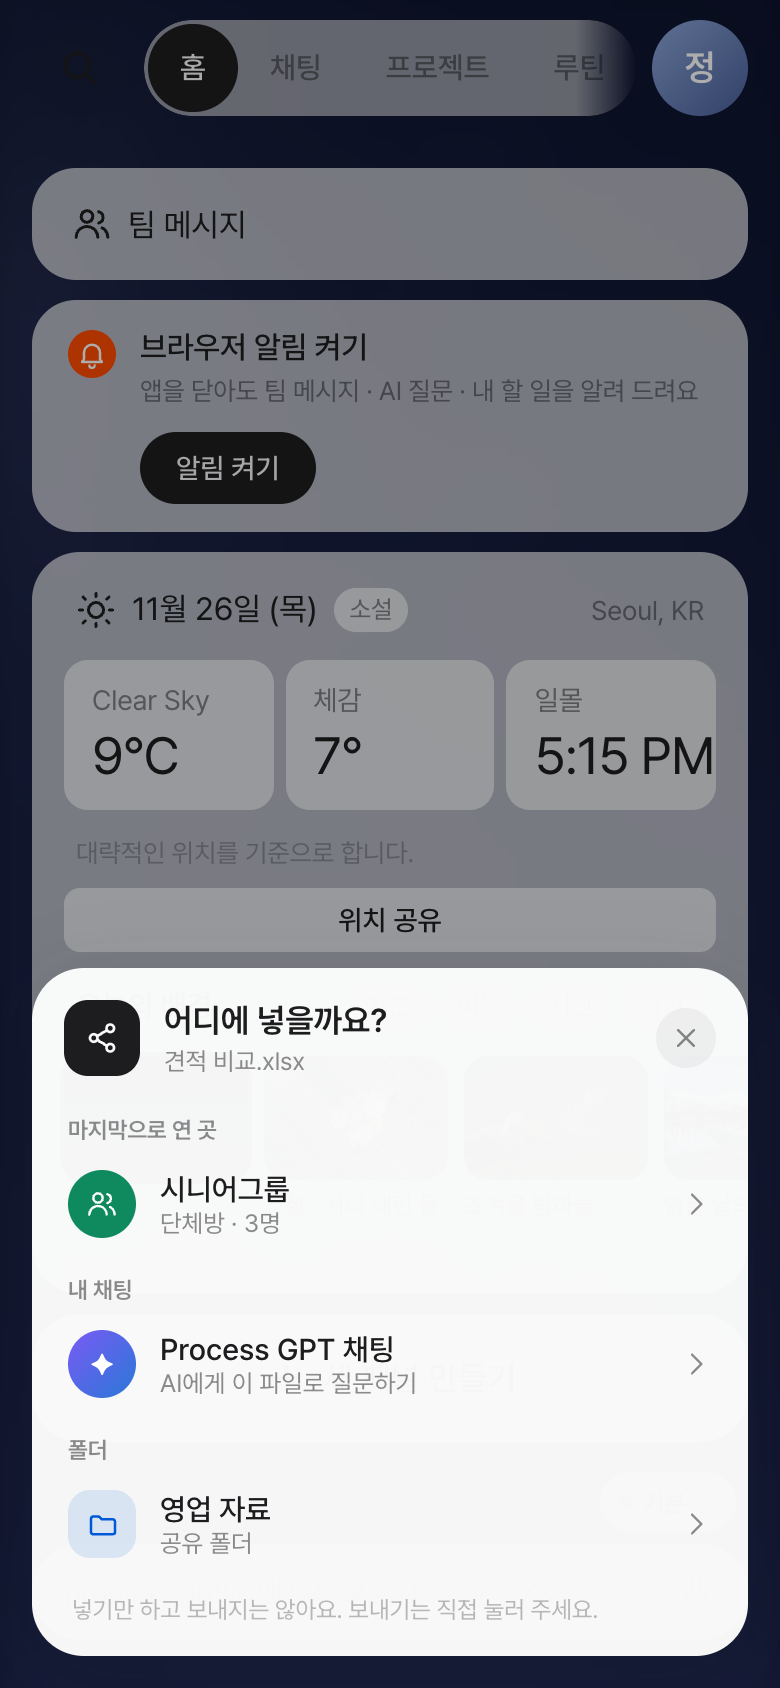 홈
채팅
프로젝트
루틴
정
팀 메시지
브라우저 알림 켜기
앱을 닫아도 팀 메시지 · AI 질문 · 내 할 일을 알려 드려요
알림 켜기
11월 26일 (목)
소설
Seoul, KR
Clear Sky
9°C
체감
7°
일몰
5:15 PM
대략적인 위치를 기준으로 합니다.
위치 공유
어디에 넣을까요?
견적 비교.xlsx
마지막으로 연 곳
시니어그룹
단체방 · 3명
내 채팅
Process GPT 채팅
AI에게 이 파일로 질문하기
폴더
영업 자료
공유 폴더
넣기만 하고 보내지는 않아요. 보내기는 직접 눌러 주세요.